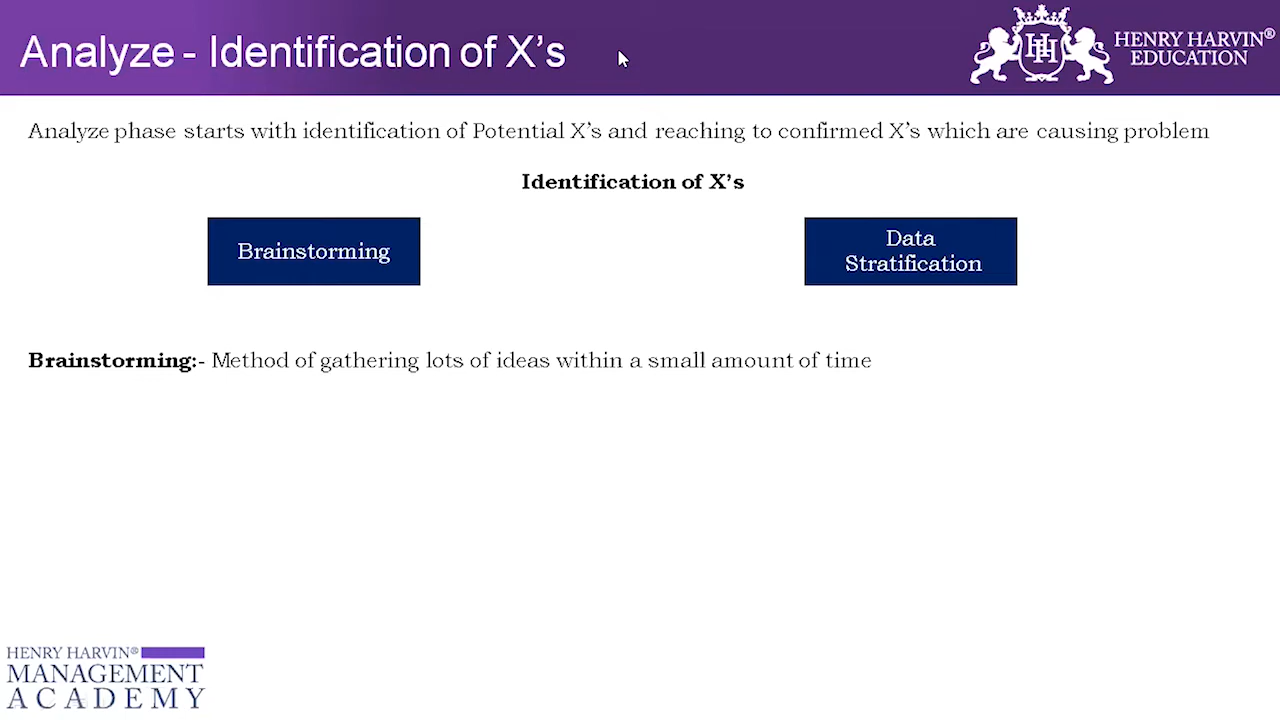 Analyze - Identification of X’s
HENRY HARVIN®
EDUCATION
Analyze phase starts with identification of Potential X’s and reaching to confirmed X’s which are causing problem
Identification of X’s
Brainstorming
Data
Stratification
Brainstorming:- Method of gathering lots of ideas within a small amount of time
HENRY HARVIN®
MANAGEMENT
ACADEMY